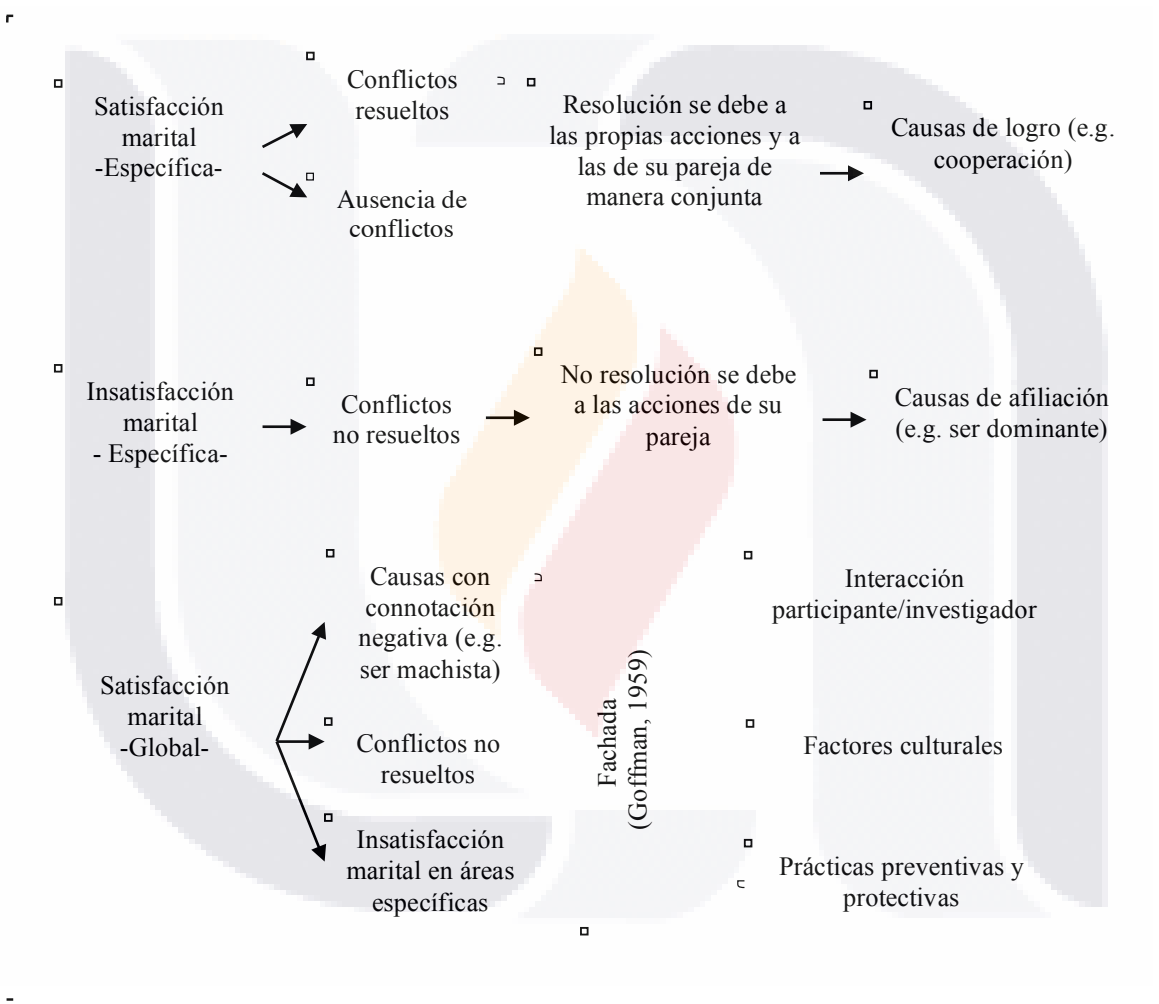 Satisfacción
marital
-Específica-
Conflictos
resueltos
Ausencia de
conflictos
Resolución se debe a
las propias acciones y a
las de su pareja de
manera conjunta
Causas de logro (e.g.
cooperación)
Insatisfacción
marital
- Específica-
Conflictos
no resueltos
No resolución se debe
a las acciones de su
pareja
Causas de afiliación
(e.g. ser dominante)
Satisfacción
marital
-Global-
Causas con
connotación
negativa (e.g.
ser machista)
Conflictos no
resueltos
Insatisfacción
marital en áreas
específicas
Fachada
(Goffman, 1959)
Interacción
participante/investigador
Factores culturales
Prácticas preventivas y
protectivas